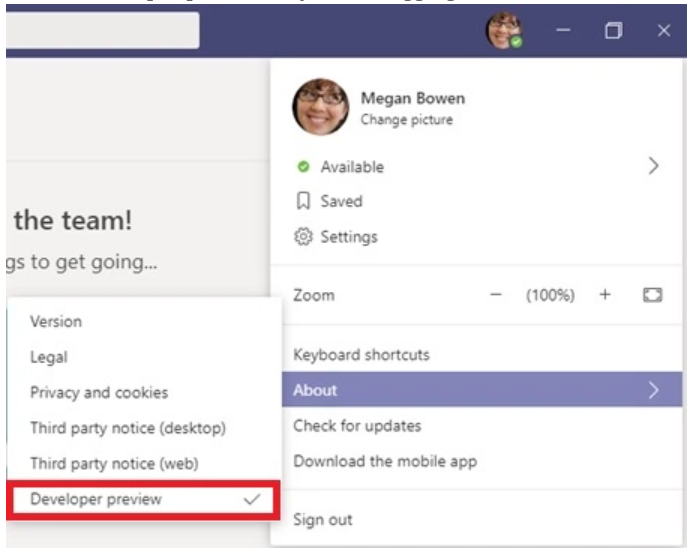 Megan Bowen
Change picture
Available
Saved
Settings
the team!
gs to get going...
Zoom - (100%) +
Version
Legal
Privacy and cookies
Third party notice (desktop)
Third party notice (web)
Developer preview
Keyboard shortcuts
About
Check for updates
Download the mobile app
Sign out